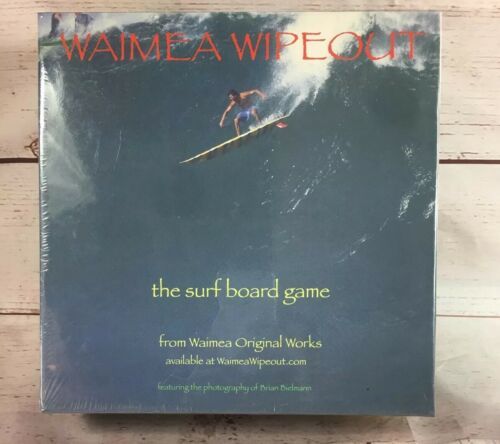 WAIMEA WIPEOUT
the surf board game
from Waimea Original Works
available at WaimeaWipeout.com
featuring the photography of Brian Bielmann